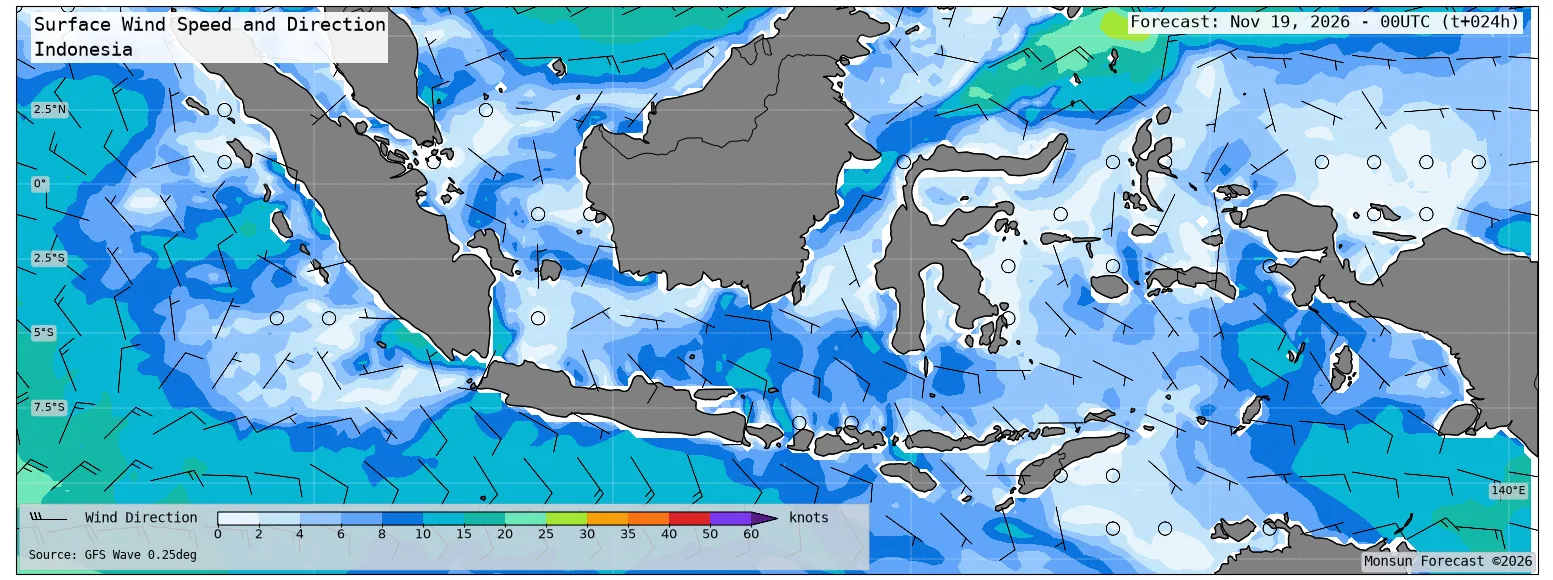 Surface Wind Speed and Direction
Indonesia
Forecast: Nov 19, 2026 - 00UTC (t+024h)
2.5°N
0°
2.5°S
5°S
7.5°S
140°E
Wind Direction
0 2 4 6 8 10 15 20 25 30 35 40 50 60 knots
Source: GFS Wave 0.25deg
Monsun Forecast ©2026